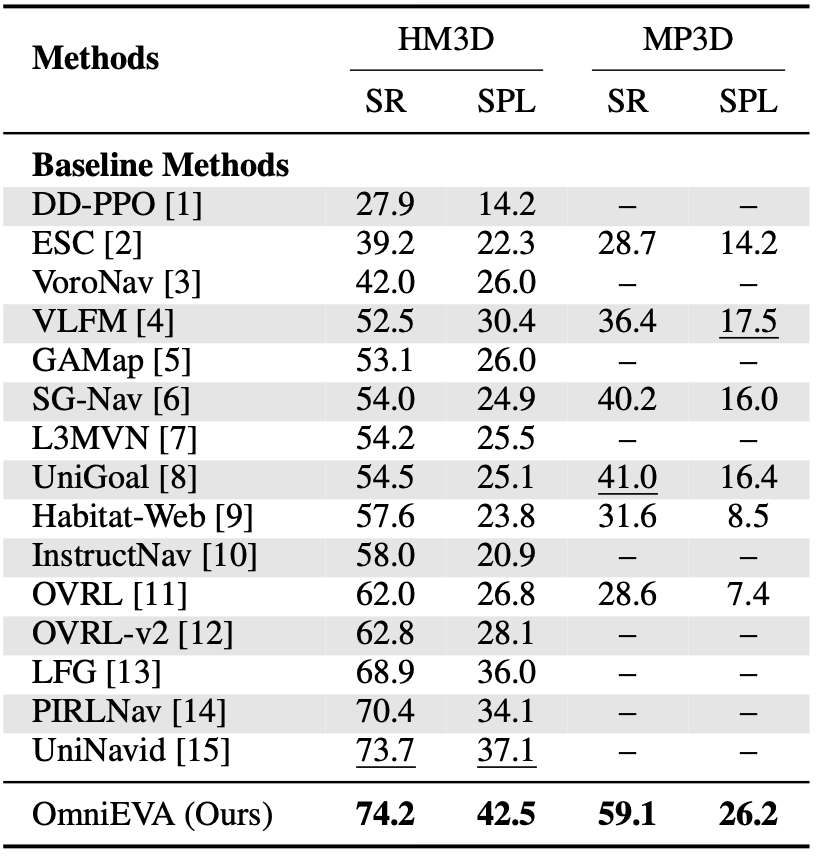 Methods HM3D MP3D
SR SPL SR SPL
Baseline Methods
DD-PPO [1] 27.9 14.2 – –
ESC [2] 39.2 22.3 28.7 14.2
VoroNav [3] 42.0 26.0 – –
VLFM [4] 52.5 30.4 36.4 17.5
GAMap [5] 53.1 26.0 – –
SG-Nav [6] 54.0 24.9 40.2 16.0
L3MVN [7] 54.2 25.5 – –
UniGoal [8] 54.5 25.1 41.0 16.4
Habitat-Web [9] 57.6 23.8 31.6 8.5
InstructNav [10] 58.0 20.9 – –
OVRL [11] 62.0 26.8 28.6 7.4
OVRL-v2 [12] 62.8 28.1 – –
LFG [13] 68.9 36.0 – –
PIRLNav [14] 70.4 34.1 – –
UniNavid [15] 73.7 37.1 – –
OmniEVA (Ours) 74.2 42.5 59.1 26.2